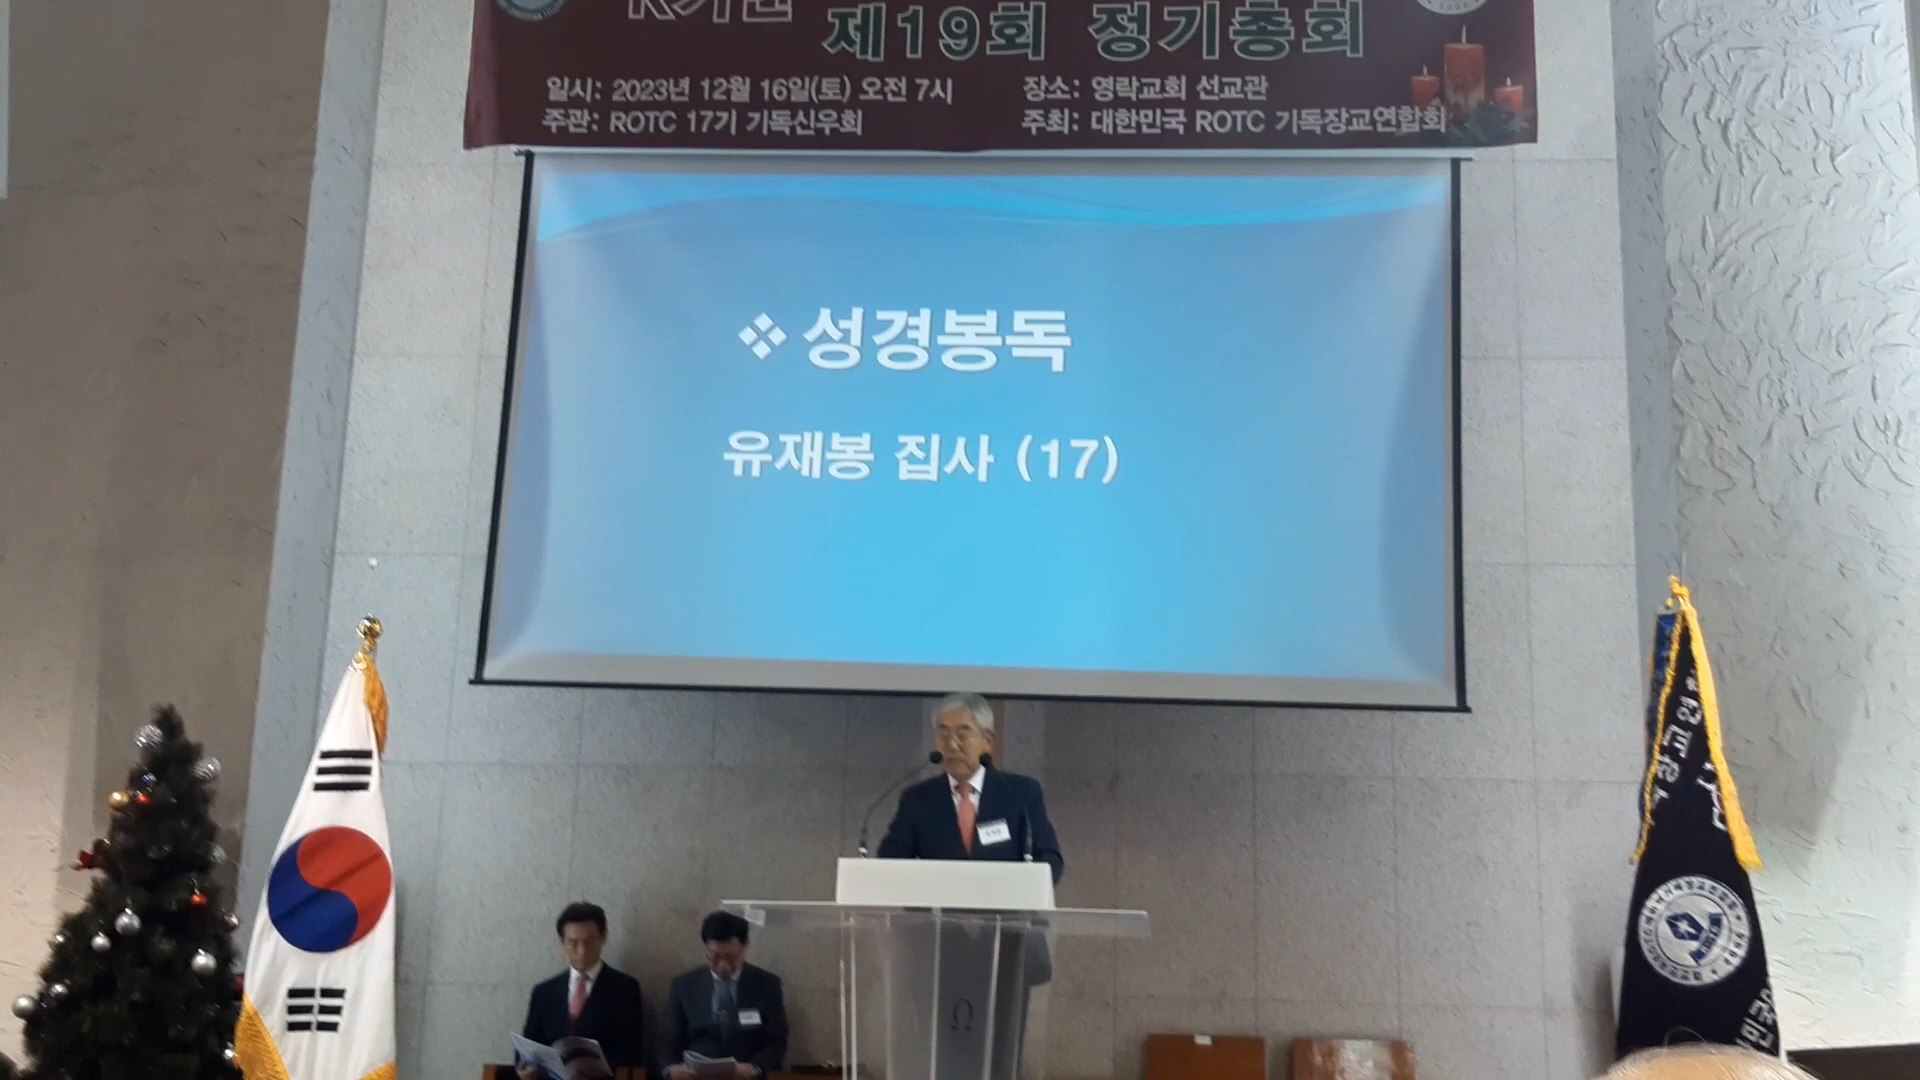 제19회 정기총회
일시: 2023년 12월 16일(토) 오전 7시
장소: 영락교회 선교관
주관: ROTC 17기 기독신우회
주최: 대한민국 ROTC 기독장교연합회
❖ 성경봉독
유재봉 집사 (17)
Ω